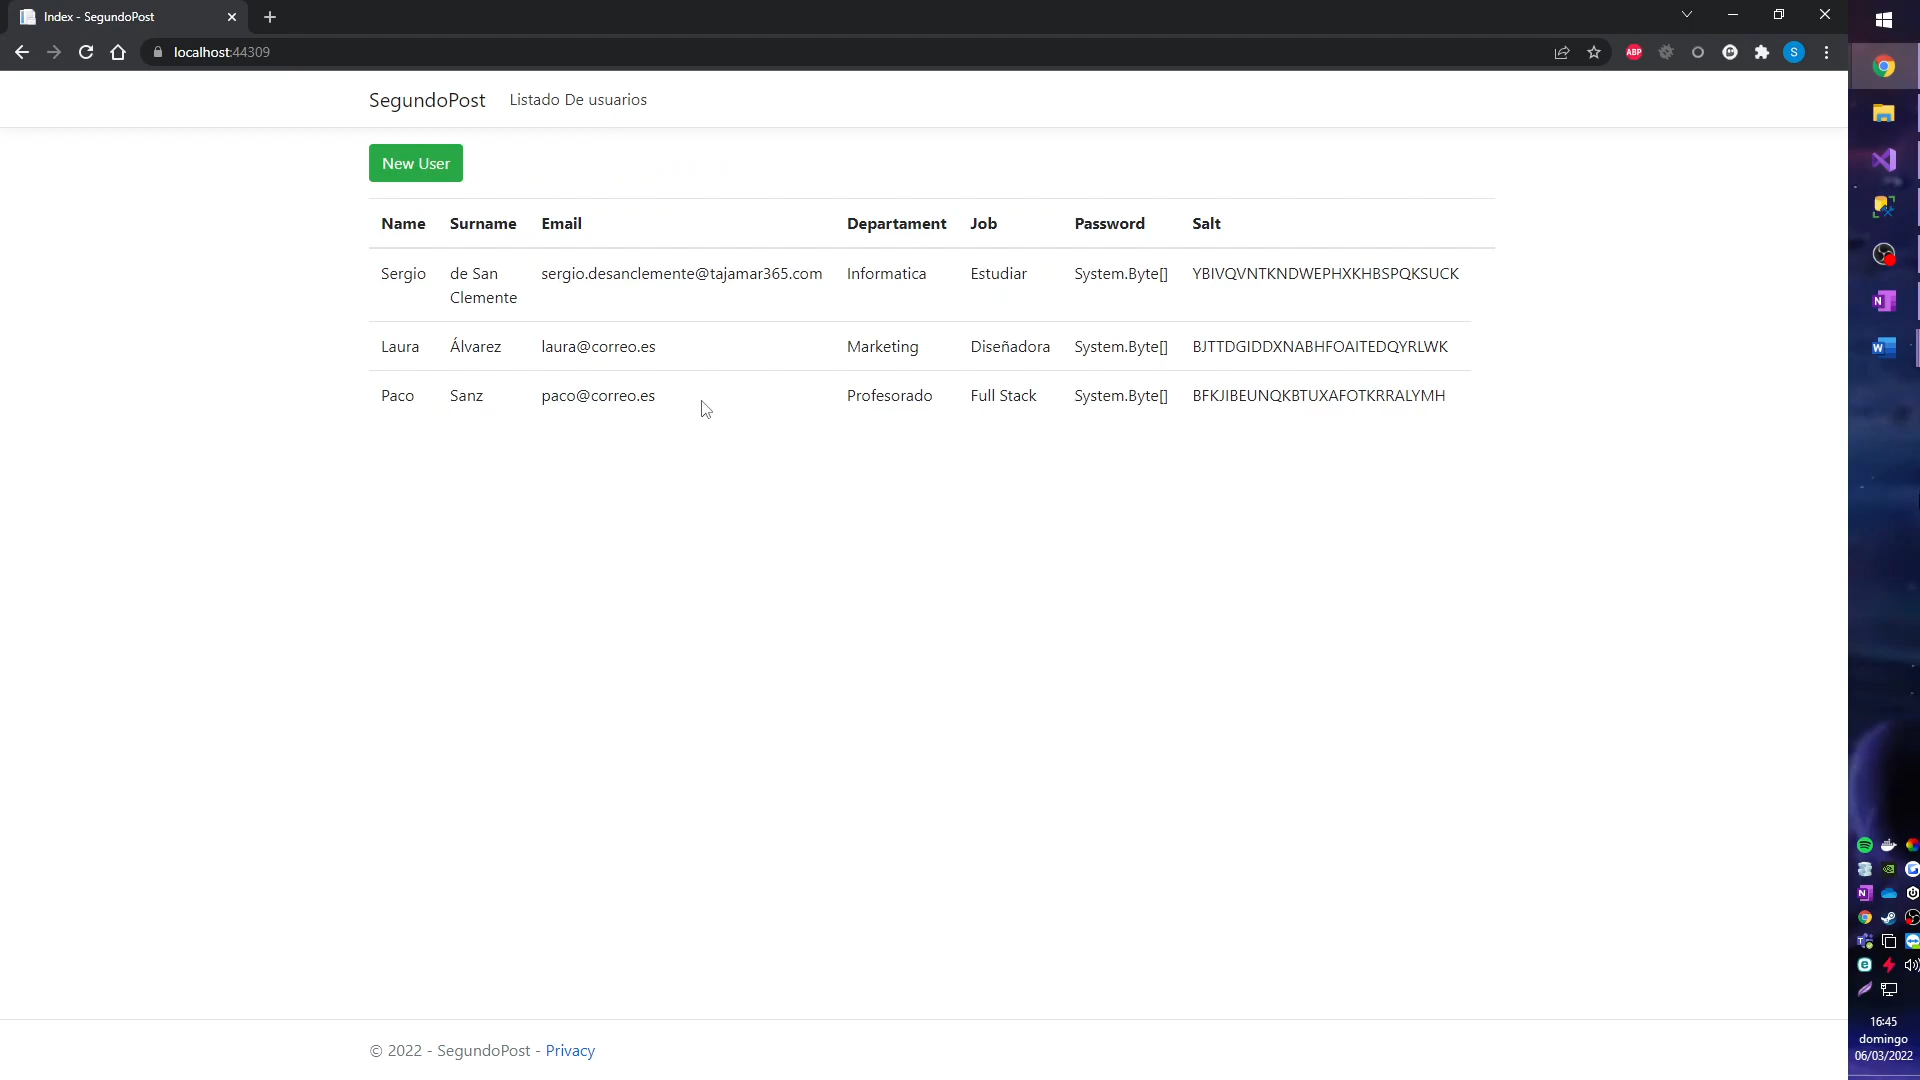 Index - SegundoPost
localhost:44309
ABP
S
SegundoPost Listado De usuarios
New User
Name Surname Email Departament Job Password Salt
Sergio de San Clemente sergio.desanclemente@tajamar365.com Informatica Estudiar System.Byte[] YBIVQVNTKNDWEPHXKHBSPQKSUCK
Laura Álvarez laura@correo.es Marketing Diseñadora System.Byte[] BJTTDGIDDXNABHFOAITEDQYRLWK
Paco Sanz paco@correo.es Profesorado Full Stack System.Byte[] BFKJIBEUNQKBTUXAFOTKRRALYMH
© 2022 - SegundoPost - Privacy
N
W
16:45
domingo
06/03/2022